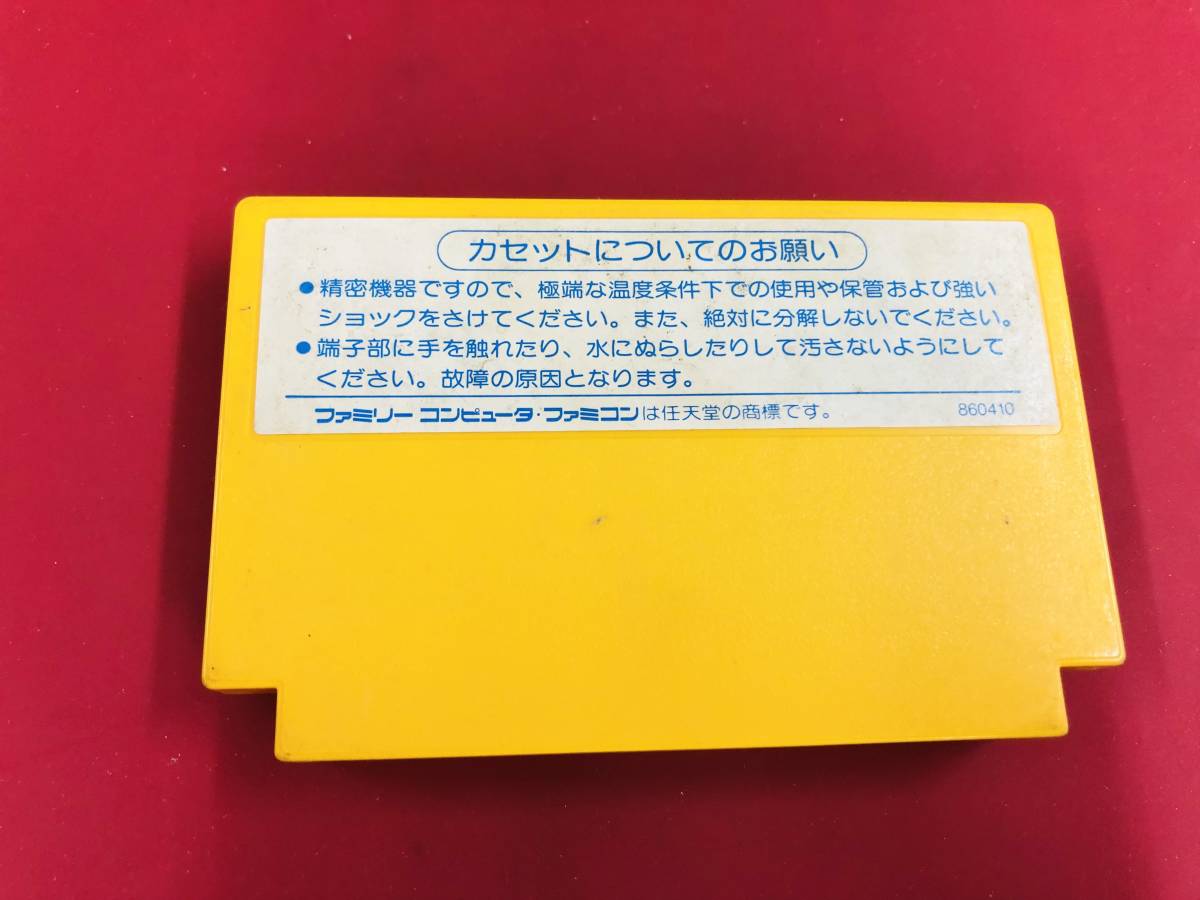 カセットについてのお願い
●精密機器ですので、極端な温度条件下での使用や保管および強い
ショックをさけてください。また、絶対に分解しないでください。
●端子部に手を触れたり、水にぬらしたりして汚さないようにして
ください。故障の原因となります。
ファミリー コンピュータ・ファミコンは任天堂の商標です。 860410